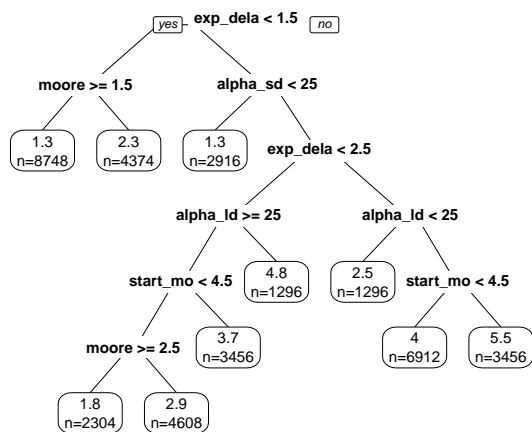 yes exp_dela < 1.5 no
moore >= 1.5 alpha_sd < 25
1.3 2.3 1.3
n=8748 n=4374 n=2916
exp_dela < 2.5
alpha_ld >= 25 alpha_ld < 25
start_mo < 4.5 4.8 2.5 start_mo < 4.5
n=1296 n=1296
moore >= 2.5 3.7 4 5.5
n=3456 n=6912 n=3456
1.8 2.9
n=2304 n=4608